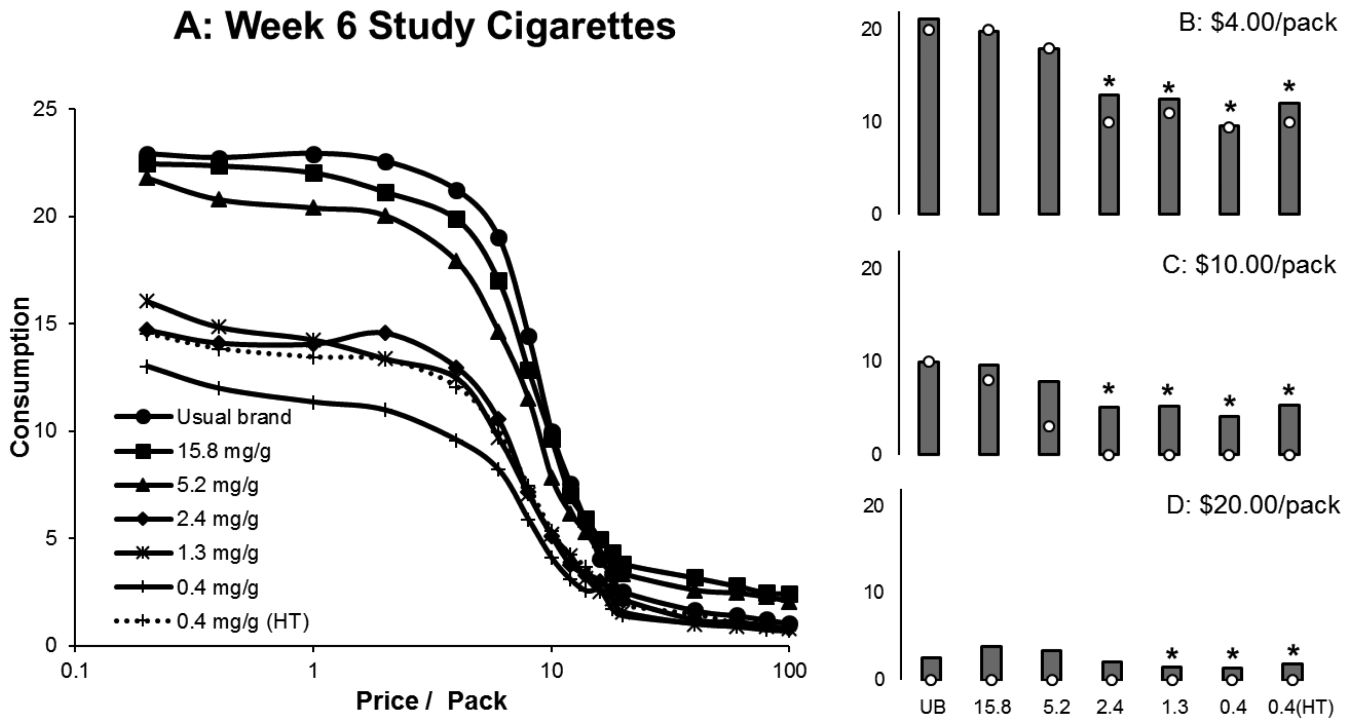 A: Week 6 Study Cigarettes
25
20
15
10
5
0
Consumption
Usual brand
15.8 mg/g
5.2 mg/g
2.4 mg/g
1.3 mg/g
0.4 mg/g
0.4 mg/g (HT)
0.1 1 10 100
Price / Pack
B: $4.00/pack
20
10
0
* * * *
C: $10.00/pack
20
10
0
* * * *
D: $20.00/pack
20
10
0
* * *
UB 15.8 5.2 2.4 1.3 0.4 0.4(HT)